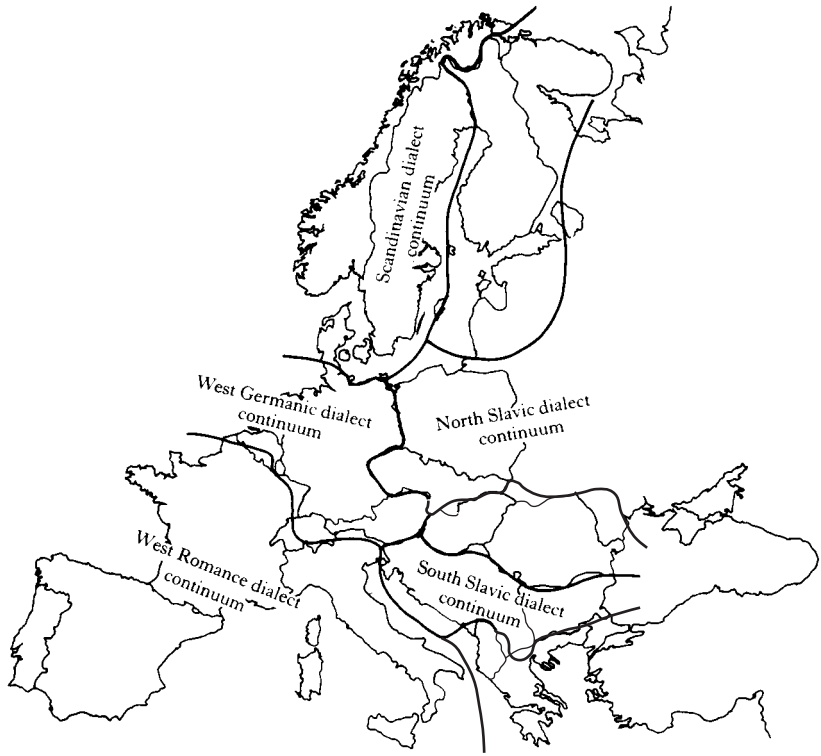 Scandinavian dialect
continuum
West Germanic dialect
continuum
North Slavic dialect
continuum
West Romance dialect
continuum
South Slavic dialect
continuum